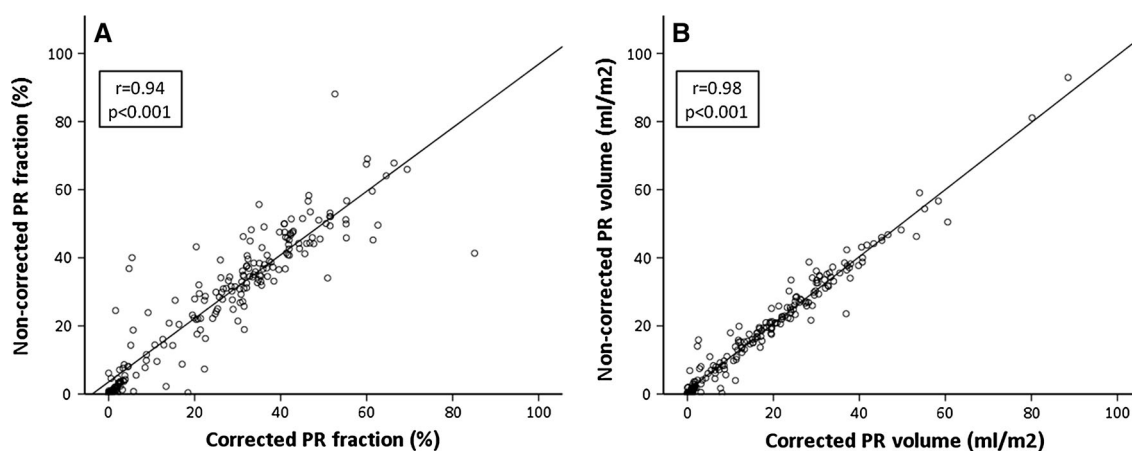 A
r=0.94
p<0.001
Non-corrected PR fraction (%)
100
80
60
40
20
0
0 20 40 60 80 100
Corrected PR fraction (%)
B
r=0.98
p<0.001
Non-corrected PR volume (ml/m2)
100
80
60
40
20
0
0 20 40 60 80 100
Corrected PR volume (ml/m2)